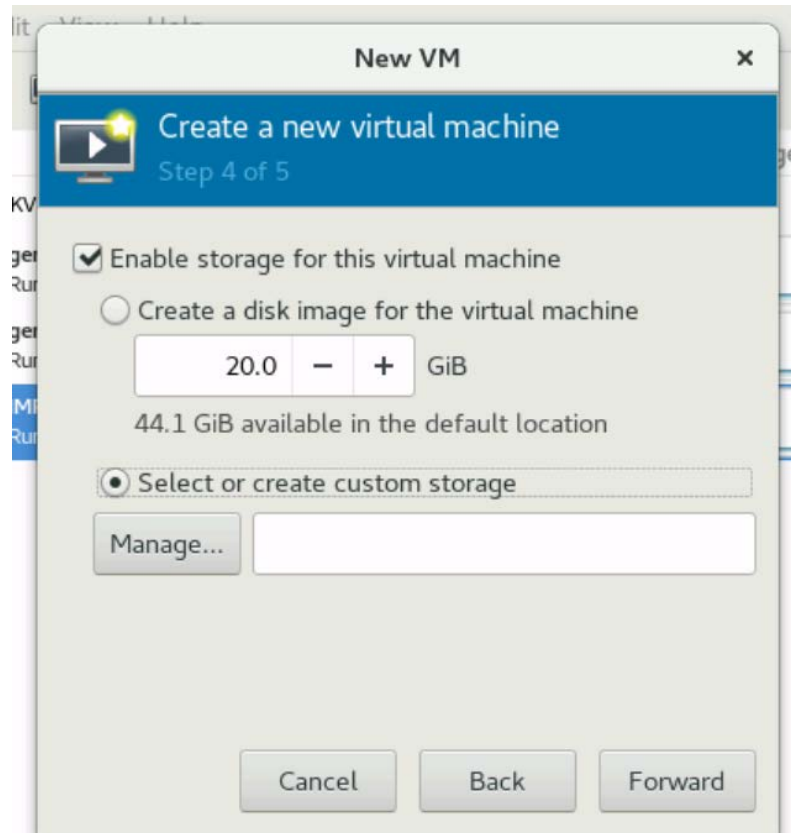 View Help
New VM
Create a new virtual machine
Step 4 of 5
Enable storage for this virtual machine
Create a disk image for the virtual machine
20.0 − + GiB
44.1 GiB available in the default location
Select or create custom storage
Manage...
Cancel Back Forward